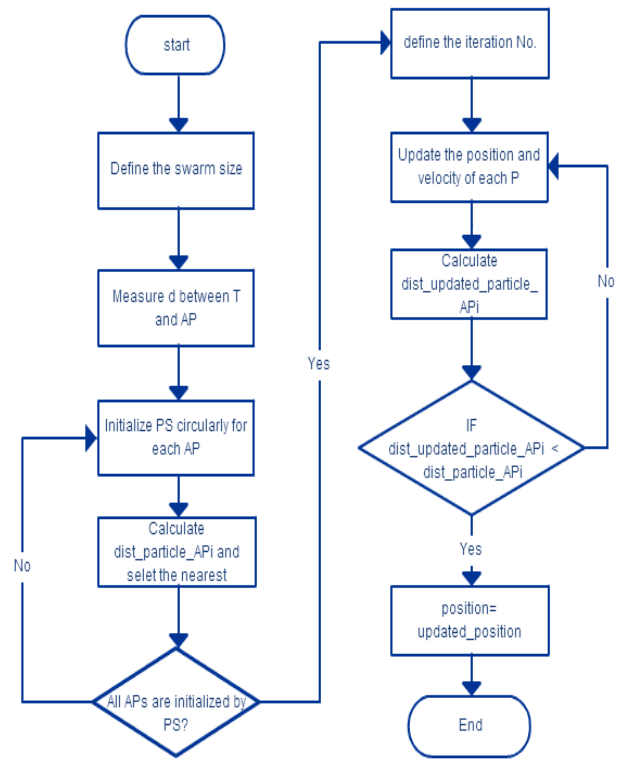 start
Define the swarm size
Measure d between T
and AP
Initialize PS circularly for
each AP
Calculate
dist_particle_APi and
selet the nearest
No
All APs are initialized by
PS?
Yes
define the iteration No.
Update the position and
velocity of each P
Calculate
dist_updated_particle_
APi
No
IF
dist_updated_particle_APi <
dist_particle_APi
Yes
position=
updated_position
End